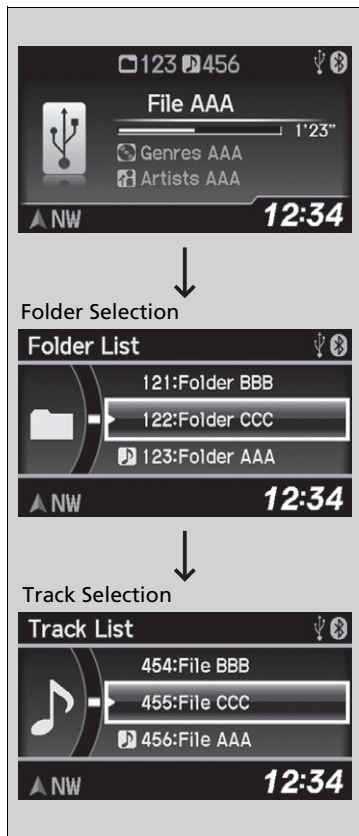 123 456
File AAA
1'23"
Genres AAA
Artists AAA
NW 12:34
Folder Selection
Folder List
121:Folder BBB
122:Folder CCC
123:Folder AAA
NW 12:34
Track Selection
Track List
454:File BBB
455:File CCC
456:File AAA
NW 12:34